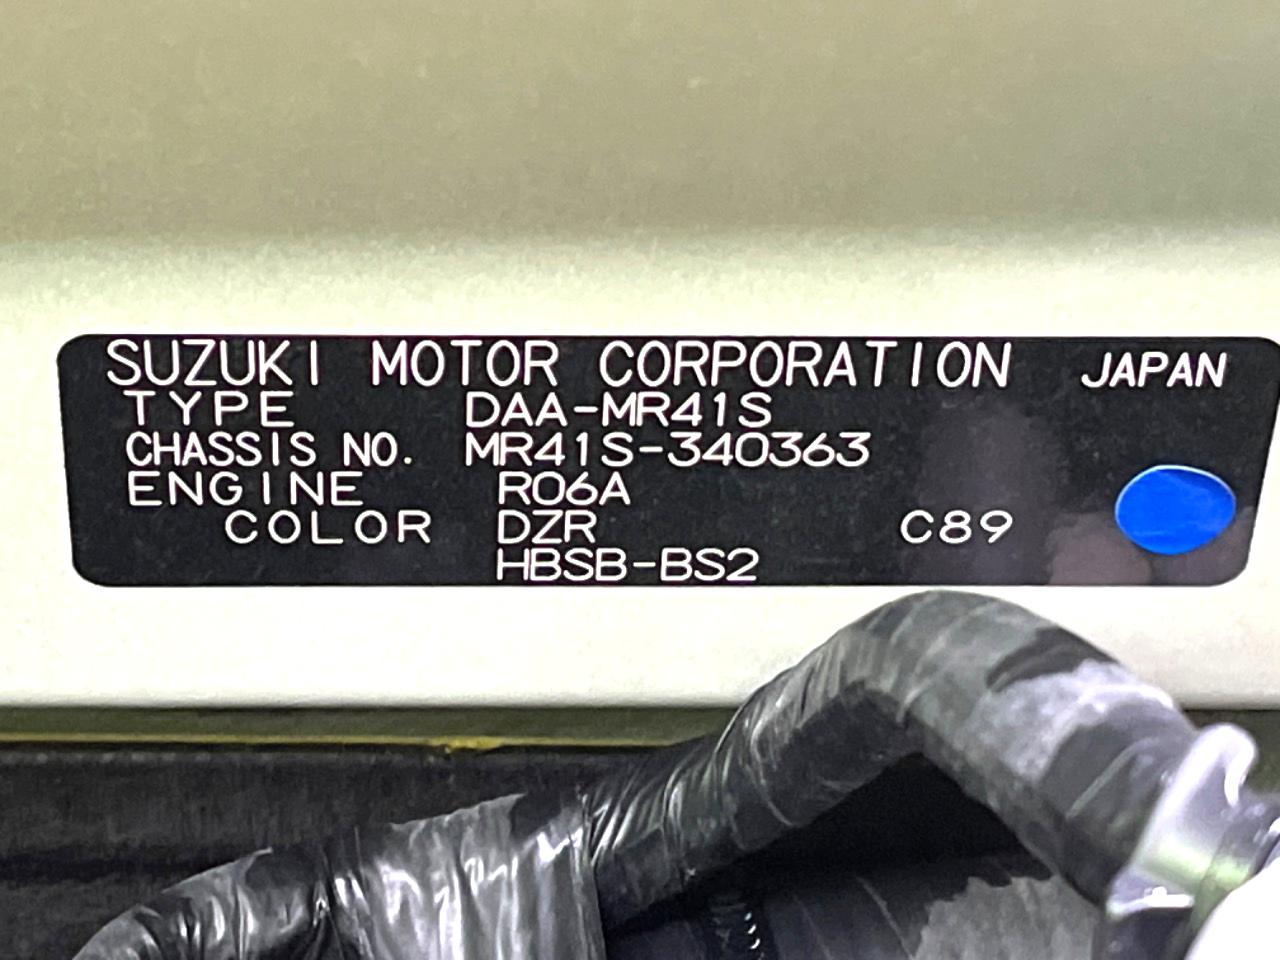 SUZUKI MOTOR CORPORATION JAPAN
TYPE DAA-MR41S
CHASSIS NO. MR41S-340363
ENGINE R06A
COLOR DZR C89
HBSB-BS2